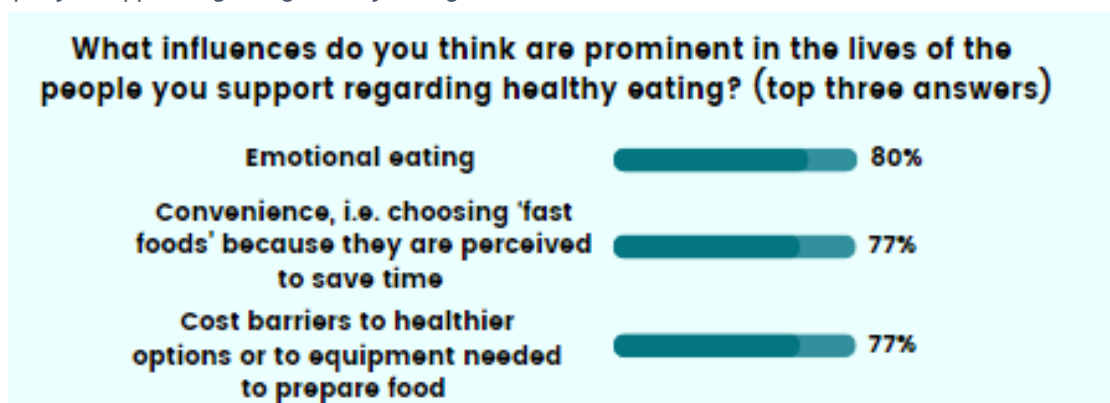 What influences do you think are prominent in the lives of the
people you support regarding healthy eating? (top three answers)
Emotional eating
80%
Convenience, i.e. choosing 'fast
foods' because they are perceived
to save time
77%
Cost barriers to healthier
options or to equipment needed
to prepare food
77%